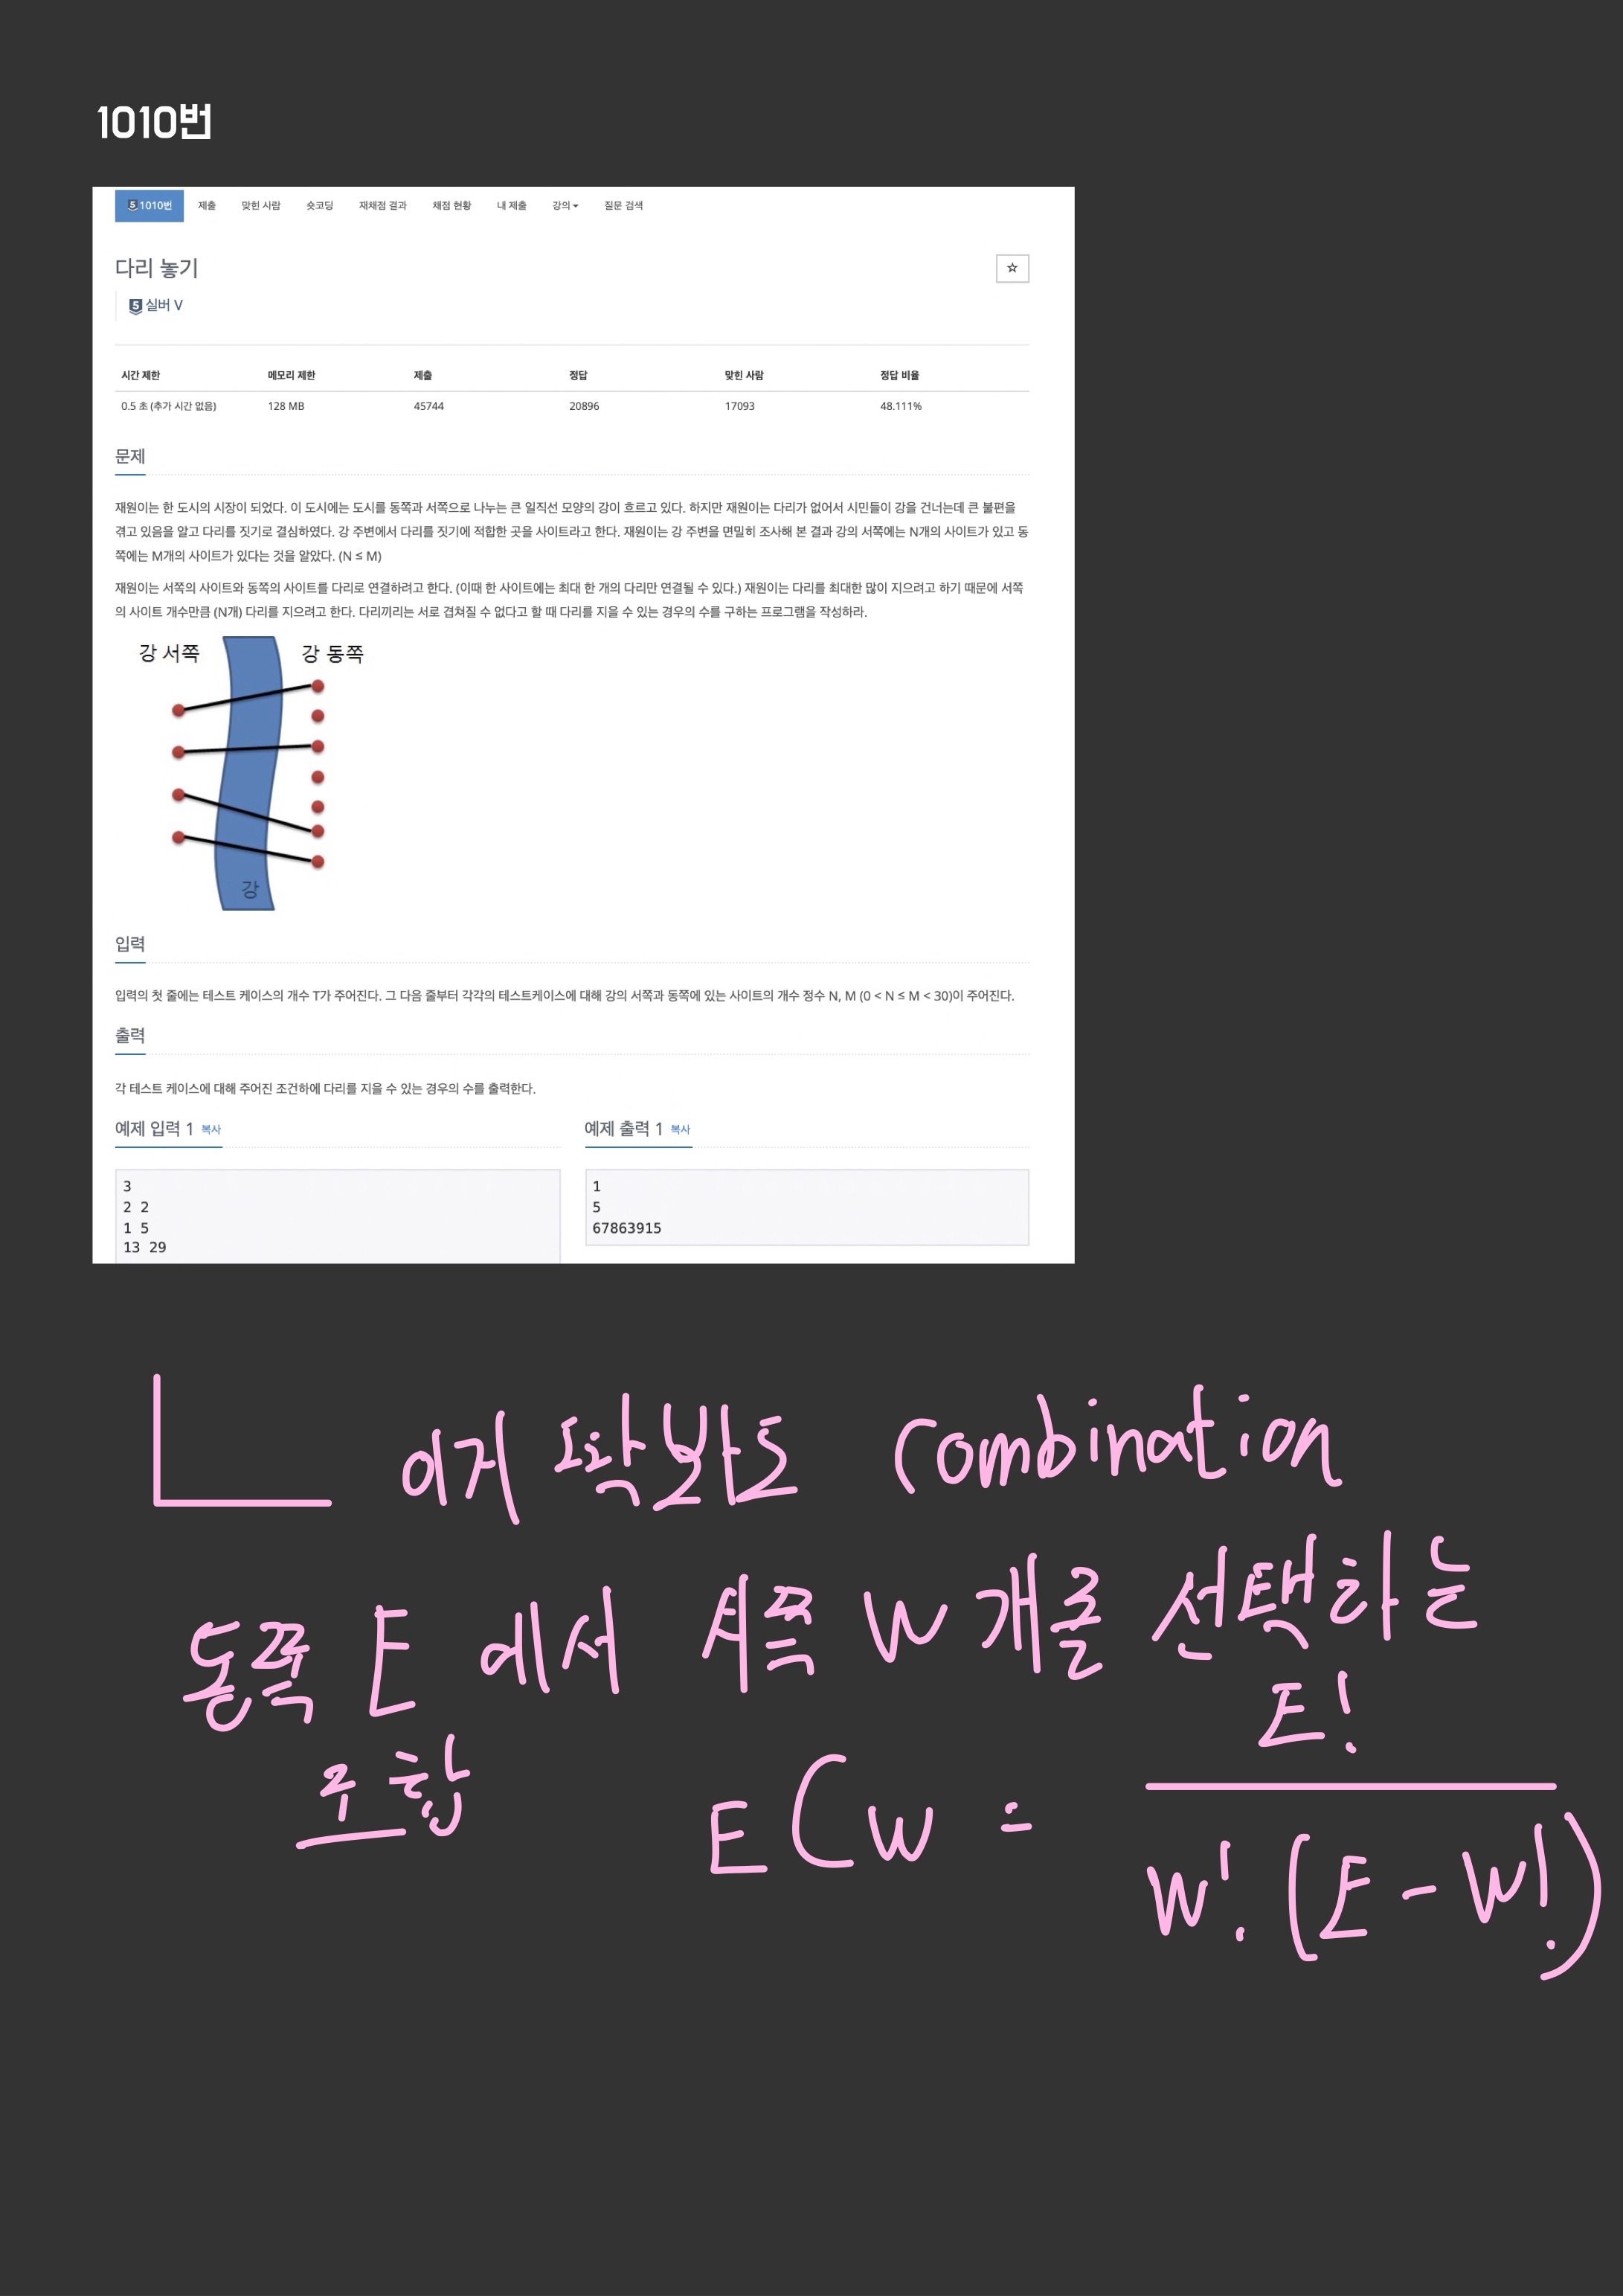 1010번
1010번 제출 맞힌 사람 숏코딩 재채점 결과 채점 현황 내 제출 강의 질문 검색
다리 놓기
☆
5 실버 V
시간 제한 메모리 제한 제출 정답 맞힌 사람 정답 비율
0.5 초 (추가 시간 없음) 128 MB 45744 20896 17093 48.111%
문제
재원이는 한 도시의 시장이 되었다. 이 도시에는 도시를 동쪽과 서쪽으로 나누는 큰 일직선 모양의 강이 흐르고 있다. 하지만 재원이는 다리가 없어서 시민들이 강을 건너는데 큰 불편을
겪고 있음을 알고 다리를 짓기로 결심하였다. 강 주변에서 다리를 짓기에 적합한 곳을 사이트라고 한다. 재원이는 강 주변을 면밀히 조사해 본 결과 강의 서쪽에는 N개의 사이트가 있고 동
쪽에는 M개의 사이트가 있다는 것을 알았다. (N ≤ M)
재원이는 서쪽의 사이트와 동쪽의 사이트를 다리로 연결하려고 한다. (이때 한 사이트에는 최대 한 개의 다리만 연결될 수 있다.) 재원이는 다리를 최대한 많이 지으려고 하기 때문에 서쪽
의 사이트 개수만큼 (N개) 다리를 지으려고 한다. 다리끼리는 서로 겹쳐질 수 없다고 할 때 다리를 지을 수 있는 경우의 수를 구하는 프로그램을 작성하라.
강 서쪽 강 동쪽
강
입력
입력의 첫 줄에는 테스트 케이스의 개수 T가 주어진다. 그 다음 줄부터 각각의 테스트케이스에 대해 강의 서쪽과 동쪽에 있는 사이트의 개수 정수 N, M (0 < N ≤ M < 30)이 주어진다.
출력
각 테스트 케이스에 대해 주어진 조건하에 다리를 지을 수 있는 경우의 수를 출력한다.
예제 입력 1 복사
3
2 2
1 5
13 29
예제 출력 1 복사
1
5
67863915
이거 딱봐도 Combination
동쪽 E 에서 서쪽 W 개를 선택하는
조합
E C W = E! / W! (E - W!)